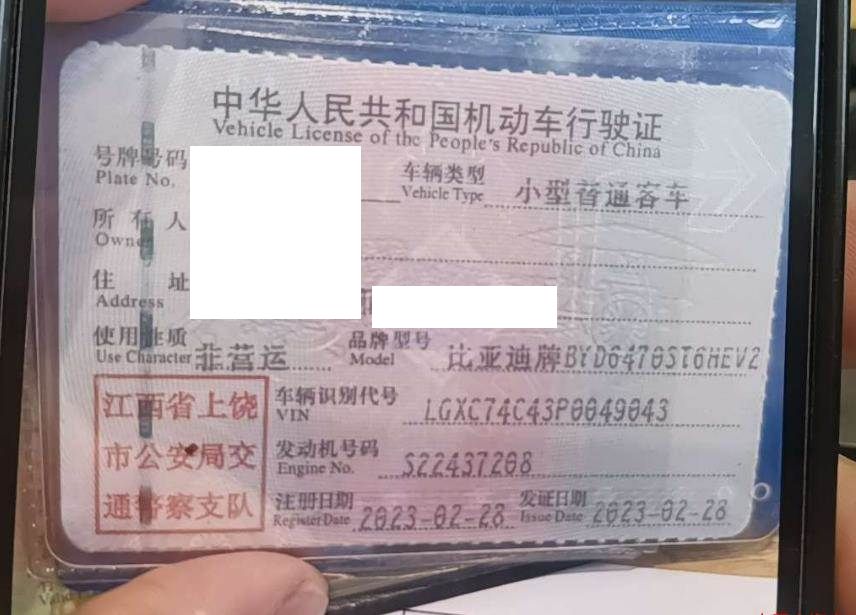 中华人民共和国机动车行驶证
Vehicle License of the People's Republic of China
号牌号码
Plate No.
车辆类型
Vehicle Type
小型普通客车
所有人
Owner
住址
Address
使用性质
Use Character
非营运
品牌型号
Model
比亚迪牌BYD6470ST6HEV2
江西省上饶
市公安局交
通警察支队
车辆识别代号
VIN
LGXC74C43P0049043
发动机号码
Engine No.
S22437208
注册日期
Register Date
2023-02-28
发证日期
Issue Date
2023-02-28